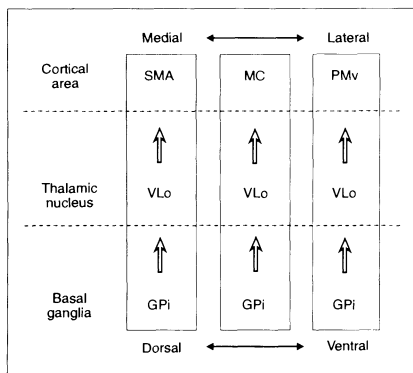 Medial Lateral
Cortical area SMA MC PMv
Thalamic nucleus VLo VLo VLo
Basal ganglia GPi GPi GPi
Dorsal Ventral